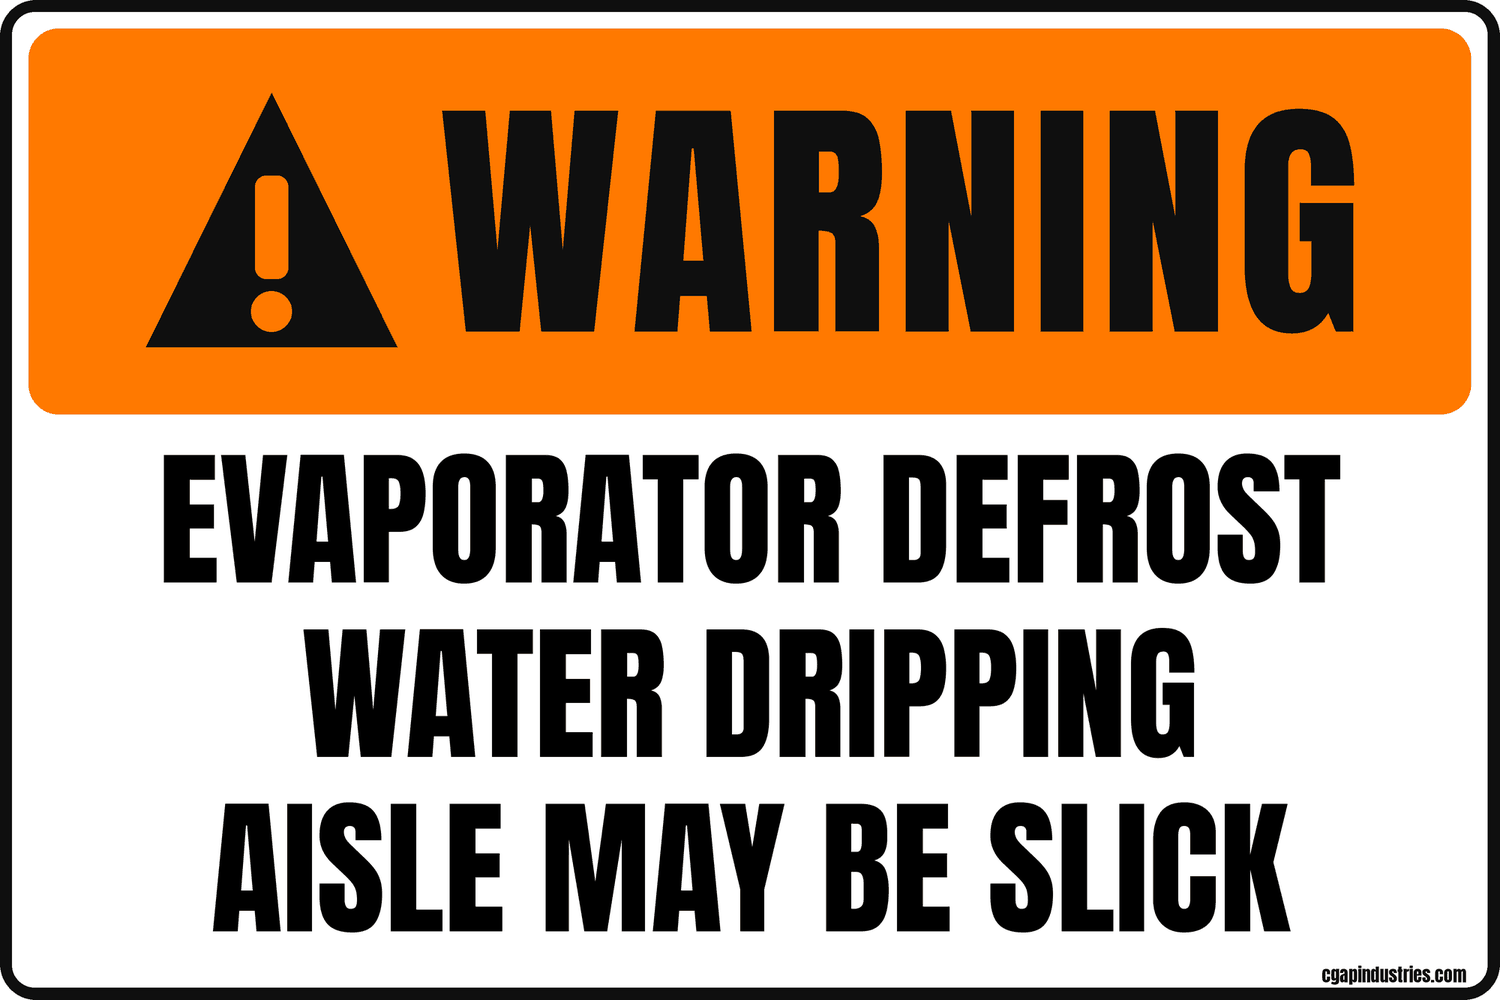 WARNING
EVAPORATOR DEFROST
WATER DRIPPING
AISLE MAY BE SLICK
cgapindustries.com